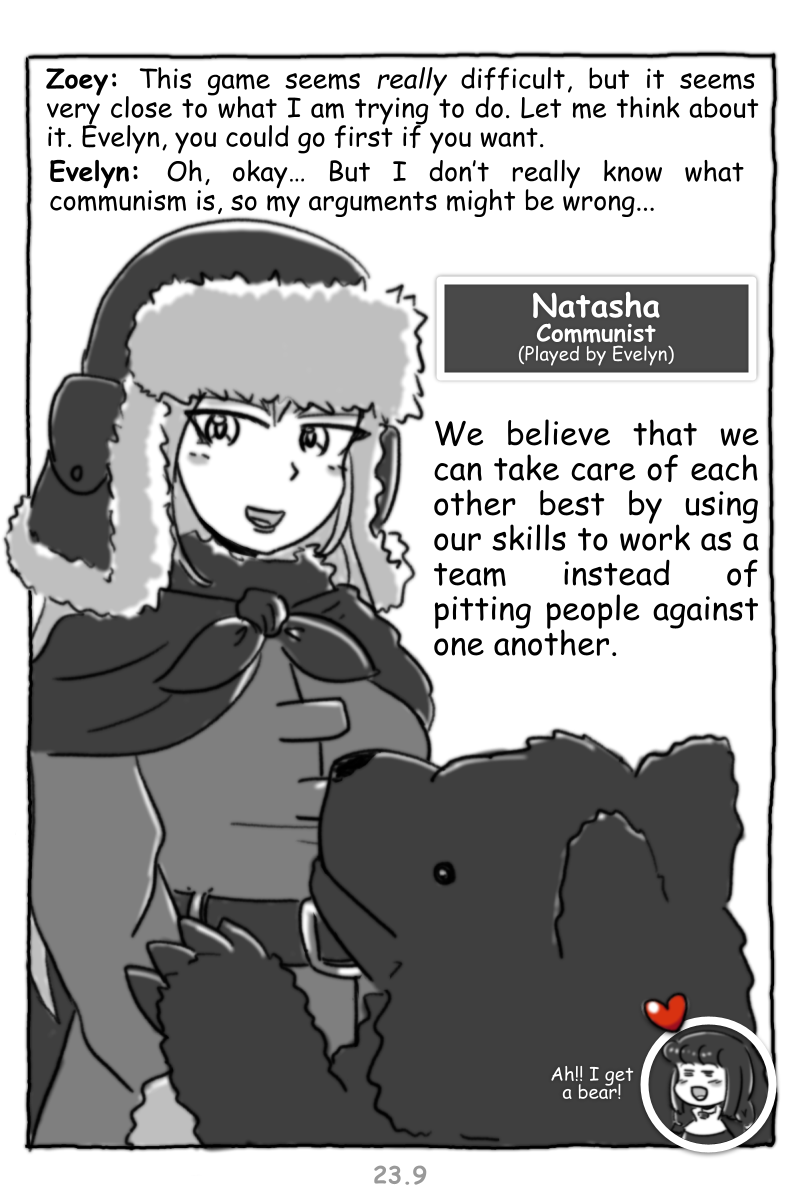 Zoey: This game seems really difficult, but it seems
very close to what I am trying to do. Let me think about
it. Evelyn, you could go first if you want.
Evelyn: Oh, okay... But I don't really know what
communism is, so my arguments might be wrong...
Natasha
Communist
(Played by Evelyn)
We believe that we
can take care of each
other best by using
our skills to work as a
team instead of
pitting people against
one another.
Ah!! I get
a bear!
23.9